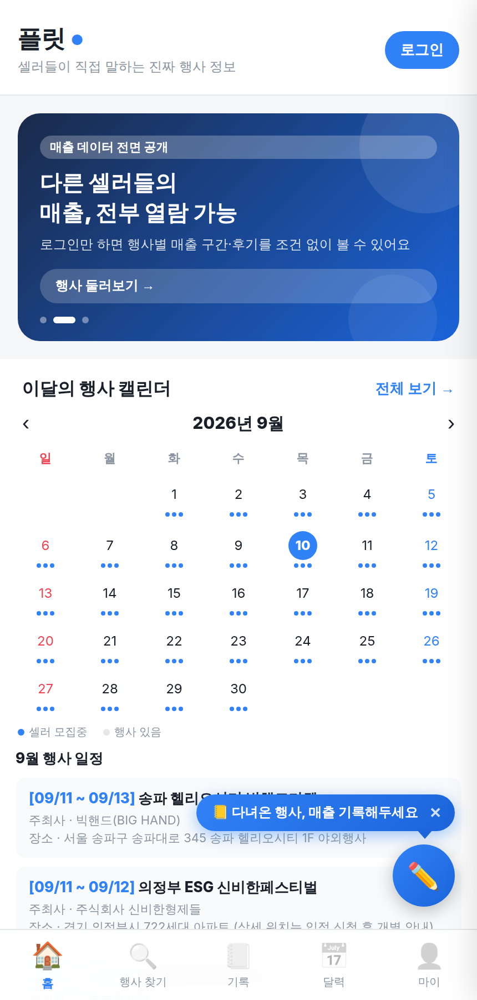 플릿
셀러들이 직접 말하는 진짜 행사 정보
로그인
매출 데이터 전면 공개
다른 셀러들의
매출, 전부 열람 가능
로그인만 하면 행사별 매출 구간·후기를 조건 없이 볼 수 있어요
행사 둘러보기 →
이달의 행사 캘린더
전체 보기 →
‹ 2026년 9월 ›
일 월 화 수 목 금 토
1 2 3 4 5
6 7 8 9 10 11 12
13 14 15 16 17 18 19
20 21 22 23 24 25 26
27 28 29 30
셀러 모집중 행사 있음
9월 행사 일정
[09/11 ~ 09/13] 송파 헬리오시티
📒 다녀온 행사, 매출 기록해두세요 ✕
주최사 · 빅핸드(BIG HAND)
장소 · 서울 송파구 송파대로 345 송파 헬리오시티 1F 야외행사
[09/11 ~ 09/12] 의정부 ESG 신비한페스티벌
주최사 · 주식회사 신비한형제들
장소 · 경기 의정부시 722세대 아파트 (상세 위치는 입점 신청 후 개별 안내)
July
17
홈
행사 찾기
기록
달력
마이